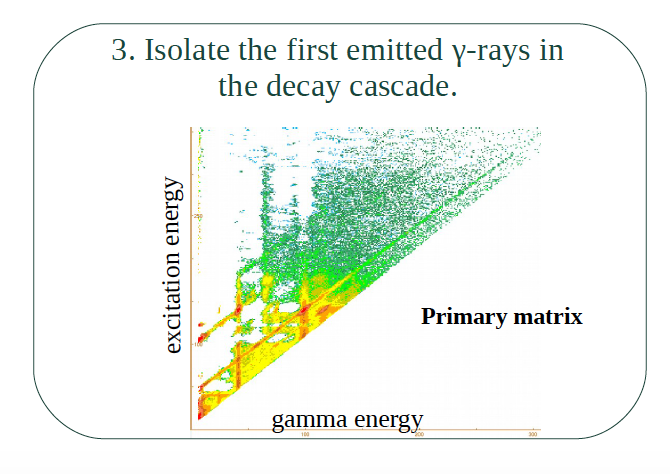 3. Isolate the first emitted γ-rays in
the decay cascade.
excitation energy
Primary matrix
gamma energy
100
200
300